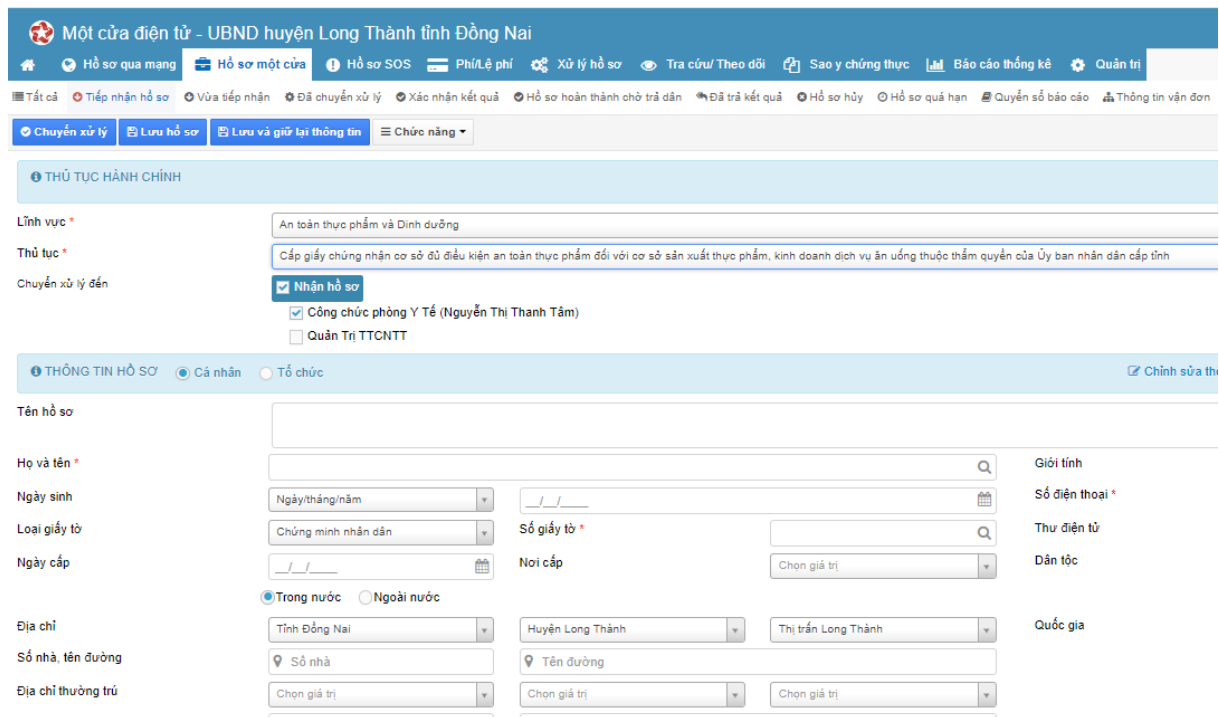 Một cửa điện tử - UBND huyện Long Thành tỉnh Đồng Nai
Hồ sơ qua mạng Hồ sơ một cửa Hồ sơ SOS Phí/Lệ phí Xử lý hồ sơ Tra cứu/ Theo dõi Sao y chứng thực Báo cáo thống kê Quản trị
Tất cả Tiếp nhận hồ sơ Vừa tiếp nhận Đã chuyển xử lý Xác nhận kết quả Hồ sơ hoàn thành chờ trả dân Đã trả kết quả Hồ sơ hủy Hồ sơ quá hạn Quyển sổ báo cáo Thông tin vận đơn
Chuyển xử lý Lưu hồ sơ Lưu và giữ lại thông tin Chức năng
THỦ TỤC HÀNH CHÍNH
Lĩnh vực * An toàn thực phẩm và Dinh dưỡng
Thủ tục * Cấp giấy chứng nhận cơ sở đủ điều kiện an toàn thực phẩm đối với cơ sở sản xuất thực phẩm, kinh doanh dịch vụ ăn uống thuộc thẩm quyền của Ủy ban nhân dân cấp tỉnh
Chuyển xử lý đến Nhận hồ sơ
Công chức phòng Y Tế (Nguyễn Thị Thanh Tâm)
Quản Trị TTCNTT
THÔNG TIN HỒ SƠ Cá nhân Tổ chức Chỉnh sửa the
Tên hồ sơ
Họ và tên * Giới tính
Ngày sinh Ngày/tháng/năm __/__/____ Số điện thoại *
Loại giấy tờ Chứng minh nhân dân Số giấy tờ * Thư điện tử
Ngày cấp __/__/____ Nơi cấp Chọn giá trị Dân tộc
Trong nước Ngoài nước
Địa chỉ Tỉnh Đồng Nai Huyện Long Thành Thị trấn Long Thành Quốc gia
Số nhà, tên đường Số nhà Tên đường
Địa chỉ thường trú Chọn giá trị Chọn giá trị Chọn giá trị